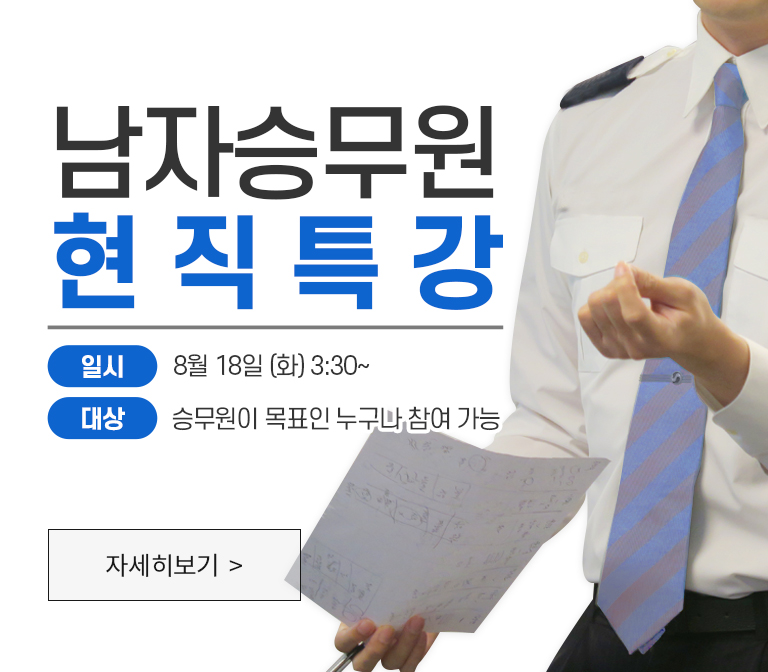 남자승무원
현직특강
일시 8월 18일 (화) 3:30~
대상 승무원이 목표인 누구나 참여 가능
자세히보기 >